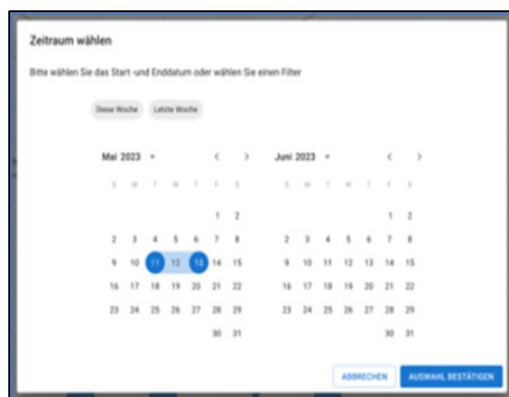 Zeitraum wählen
Bitte wählen Sie das Start -und Enddatum oder wählen Sie einen Filter
Diese Woche Letzte Woche
Mai 2023 Juni 2023
S M T W T F S S M T W T F S
1 2 1 2
2 3 4 5 6 7 8 2 3 4 5 6 7 8
9 10 11 12 13 14 15 9 10 11 12 13 14 15
16 17 18 19 20 21 22 16 17 18 19 20 21 22
23 24 25 26 27 28 29 23 24 25 26 27 28 29
30 31 30 31
ABBRECHEN AUSWAHL BESTÄTIGEN